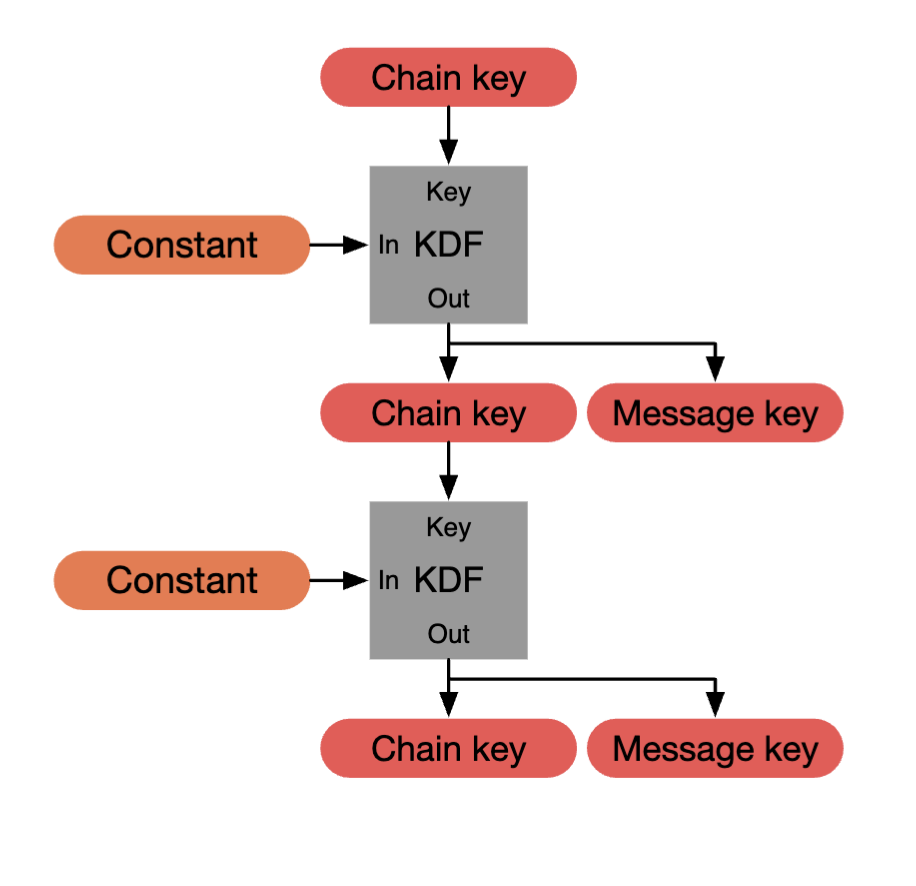 Chain key
Key
Constant
In KDF
Out
Chain key
Message key
Key
Constant
In KDF
Out
Chain key
Message key